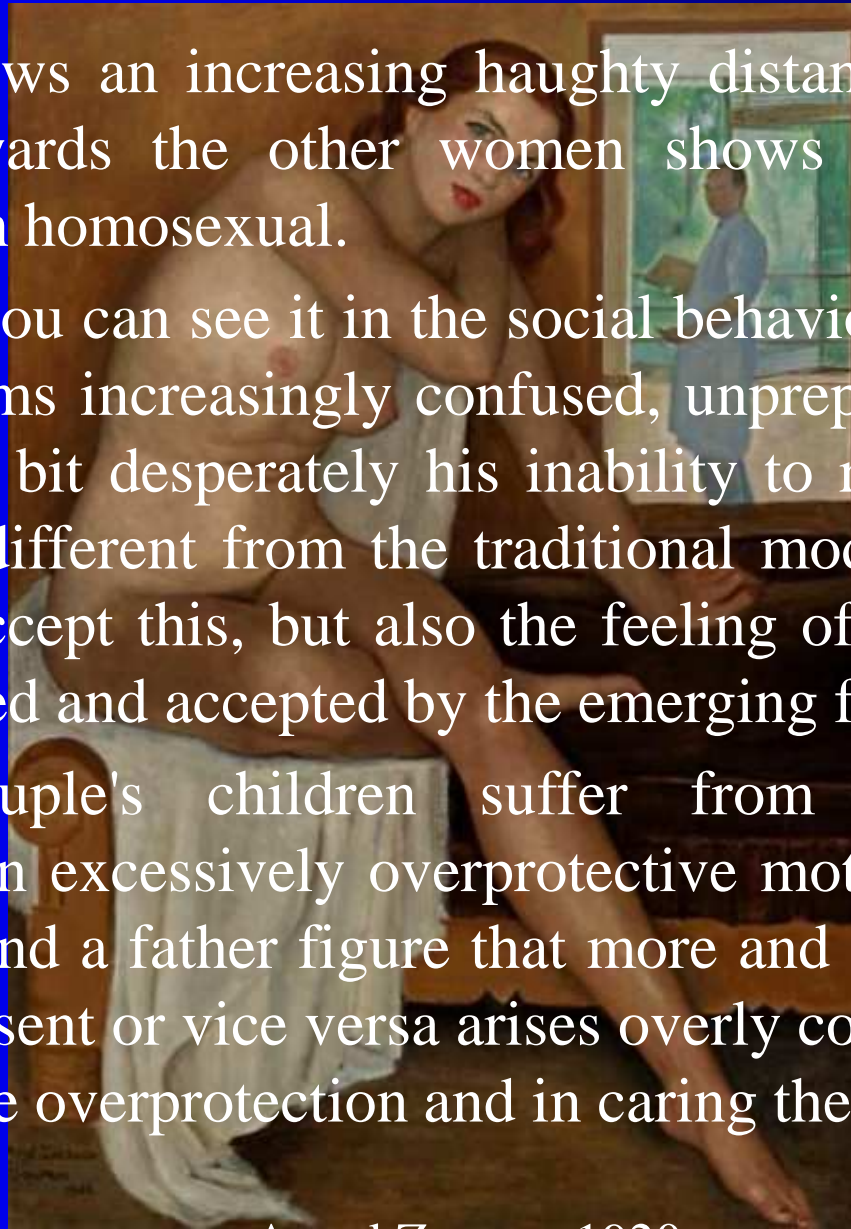 ws an increasing haughty distan
ards the other women shows
homosexual.
ou can see it in the social behavio
ms increasingly confused, unprep
bit desperately his inability to
different from the traditional mod
ccept this, but also the feeling of
ed and accepted by the emerging f
uple's children suffer from
n excessively overprotective mot
nd a father figure that more and
sent or vice versa arises overly co
e overprotection and in caring the